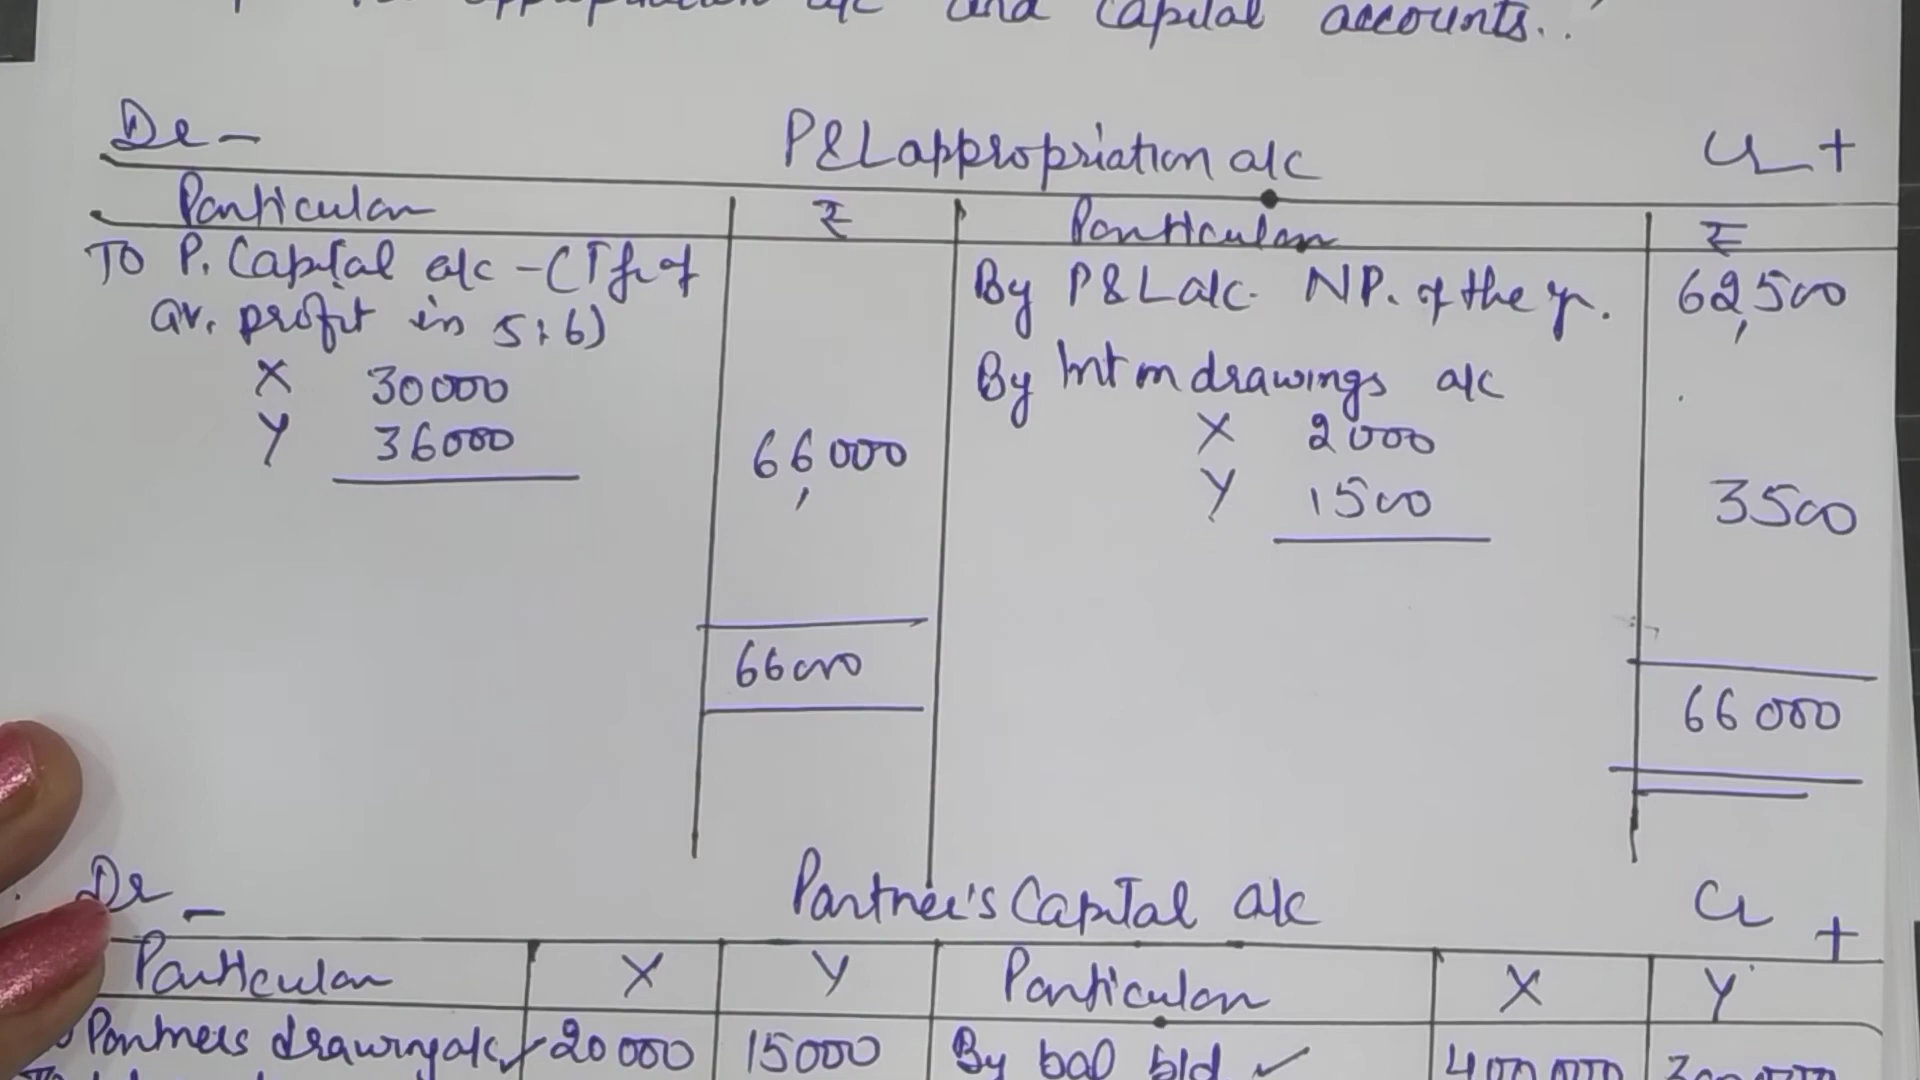 appropriation a/c and Capital accounts..
Dr - P&L appropriation a/c Cr +
Particular ₹ Particular ₹
To P. Capital a/c - (Tfr of By P&L a/c. NP. of the yr. 62,500
av. profit in 5:6) By Int on drawings a/c
X 30000 X 2000
Y 36000 66,000 Y 1500 3500
66000 66000
Dr - Partner's Capital a/c Cr +
Particular X Y Particular X Y
Partners drawing a/c 20000 15000 By bal b/d 400000